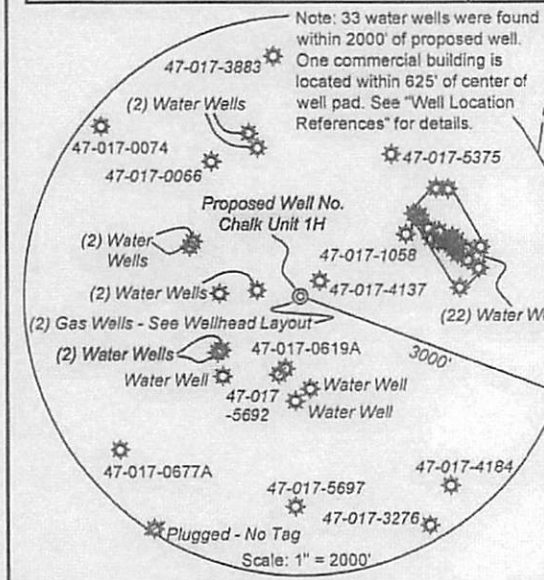 Note: 33 water wells were found
within 2000' of proposed well.
One commercial building is
located within 625' of center of
well pad. See "Well Location
References" for details.
47-017-3883
(2) Water Wells
47-017-0074
47-017-0066
47-017-5375
Proposed Well No.
Chalk Unit 1H
(2) Water
Wells
47-017-1058
(2) Water Wells
47-017-4137
(22) Water We
(2) Gas Wells - See Wellhead Layout
(2) Water Wells
47-017-0619A
3000'
Water Well
47-017
-5692
Water Well
Water Well
47-017-0677A
47-017-4184
47-017-5697
47-017-3276
Plugged - No Tag
Scale: 1" = 2000'